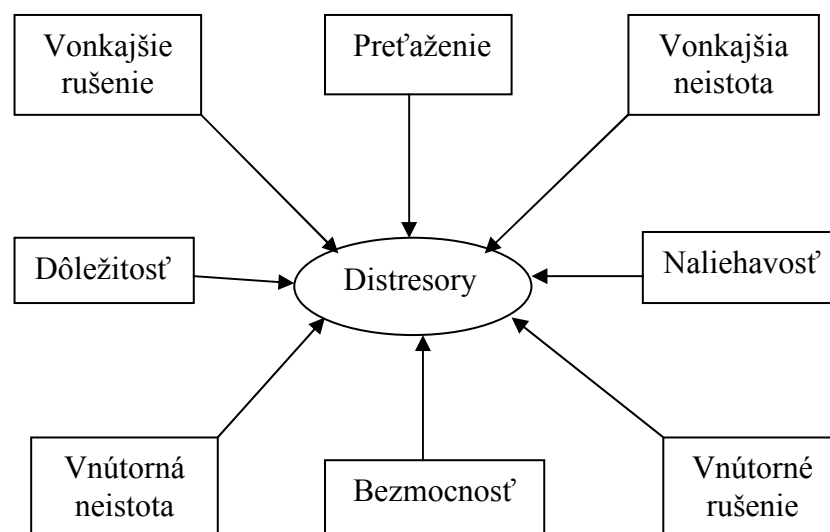 Vonkajšie
rušenie
Preťaženie
Vonkajšia
neistota
Dôležitosť
Distresory
Naliehavosť
Vnútorná
neistota
Bezmocnosť
Vnútorné
rušenie